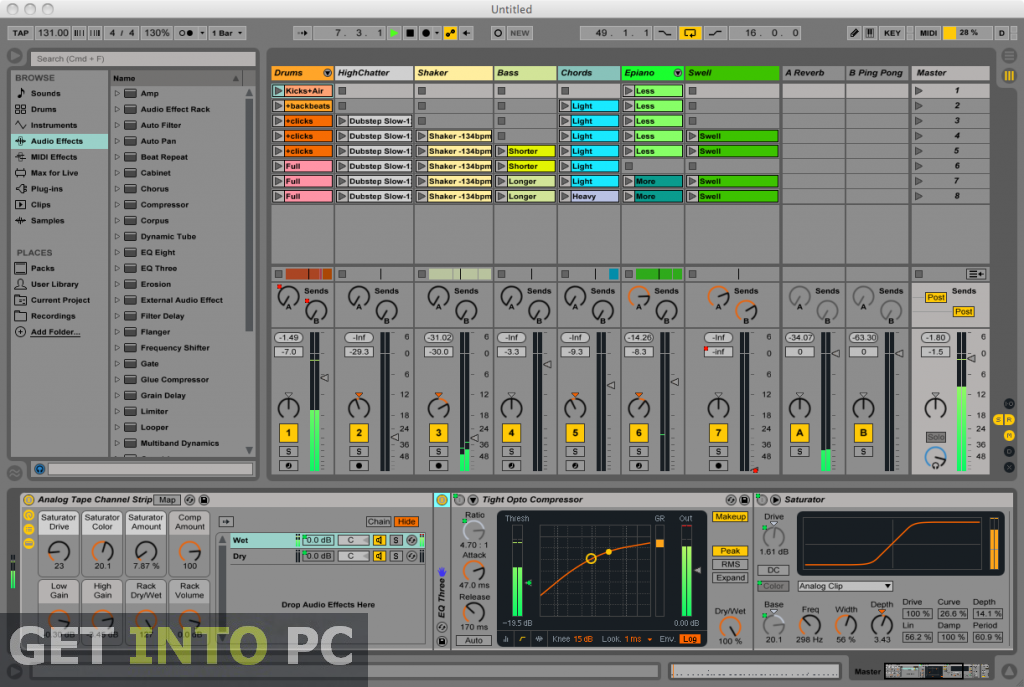 Untitled
TAP 131.00 4 / 4 130% 1 Bar 7. 3. 1 NEW 49. 1. 1 16. 0. 0 KEY MIDI 28 % D
Search (Cmd + F)
BROWSE
Sounds
Drums
Instruments
Audio Effects
MIDI Effects
Max for Live
Plug-ins
Clips
Samples
PLACES
Packs
User Library
Current Project
Recordings
Add Folder...
Name
Amp
Audio Effect Rack
Auto Filter
Auto Pan
Beat Repeat
Cabinet
Chorus
Compressor
Corpus
Dynamic Tube
EQ Eight
EQ Three
Erosion
External Audio Effect
Filter Delay
Flanger
Frequency Shifter
Gate
Glue Compressor
Grain Delay
Limiter
Looper
Multiband Dynamics
Drums HighChatter Shaker Bass Chords Epiano Swell A Reverb B Ping Pong Master
Kicks+Air Less 1
+backbeats Light Less 2
+clicks Dubstep Slow-1 Light Less 3
+clicks Dubstep Slow-1 Shaker -134bpm Light Less Swell 4
+clicks Dubstep Slow-1 Shaker -134bpm Shorter Light Less Swell 5
Full Dubstep Slow-1 Shaker -134bpm Shorter Light 6
Full Dubstep Slow-1 Shaker -134bpm Longer Light More Swell 7
Full Dubstep Slow-1 Shaker -134bpm Longer Heavy More Swell 8
Sends Sends Sends Sends Sends Sends Sends Sends Sends Sends
A A A A A A A A A Post
B B B B B B B B B Post
-1.49 -Inf -31.02 -Inf -Inf -14.26 -Inf -34.07 -63.30 -1.80
-7.0 -29.3 -30.0 -3.3 -9.3 -8.3 -inf 0 0 -1.5
6 0 6 12 18 24 36 48
1 2 3 4 5 6 7 A B Solo
S S S S S S S S S
Analog Tape Channel Strip Map
Saturator Drive 23
Saturator Color 20.1
Saturator Amount 7.87 %
Comp Amount 100
Low Gain
High Gain
Rack Dry/Wet
Rack Volume
Chain Hide
Wet 0.0 dB C S
Dry 0.0 dB C S
Drop Audio Effects Here
EQ Three
Tight Opto Compressor
Ratio
4.70 : 1
Attack
47.0 ms
Release
170 ms
Auto
Thresh GR Out
-19.5 dB 0.00 dB
Knee 15 dB Look. 1 ms Env. Log
Makeup
Peak
RMS
Expand
Dry/Wet
100 %
Saturator
Drive
1.61 dB
DC
Color Analog Clip
Base 20.1
Freq 298 Hz
Width 56 %
Depth 3.43
Drive Curve Depth
100 % 26.6 % 14.1 %
Lin Damp Period
56.2 % 100 % 60.9 %
GET INTO PC
Master